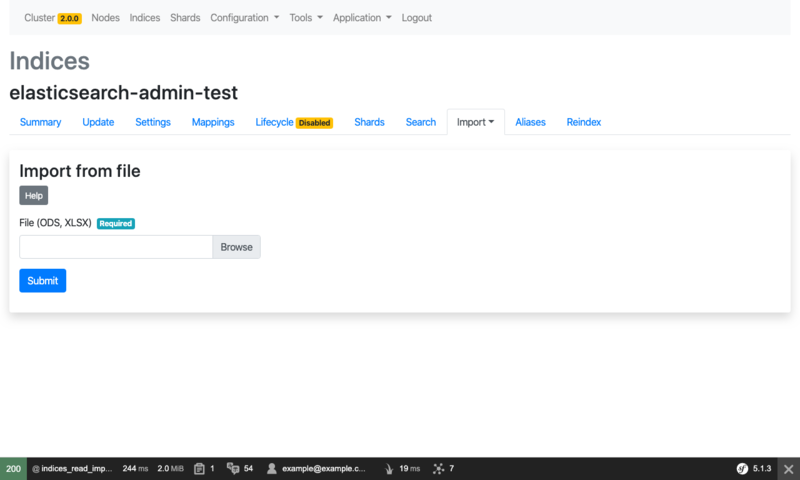 Cluster 2.0.0 Nodes Indices Shards Configuration Tools Application Logout
Indices
elasticsearch-admin-test
Summary Update Settings Mappings Lifecycle Disabled Shards Search Import Aliases Reindex
Import from file
Help
File (ODS, XLSX) Required
Browse
Submit
200 @ indices_read_imp... 244 ms 2.0 MiB 1 54 example@example.c... 19 ms 7 sf 5.1.3